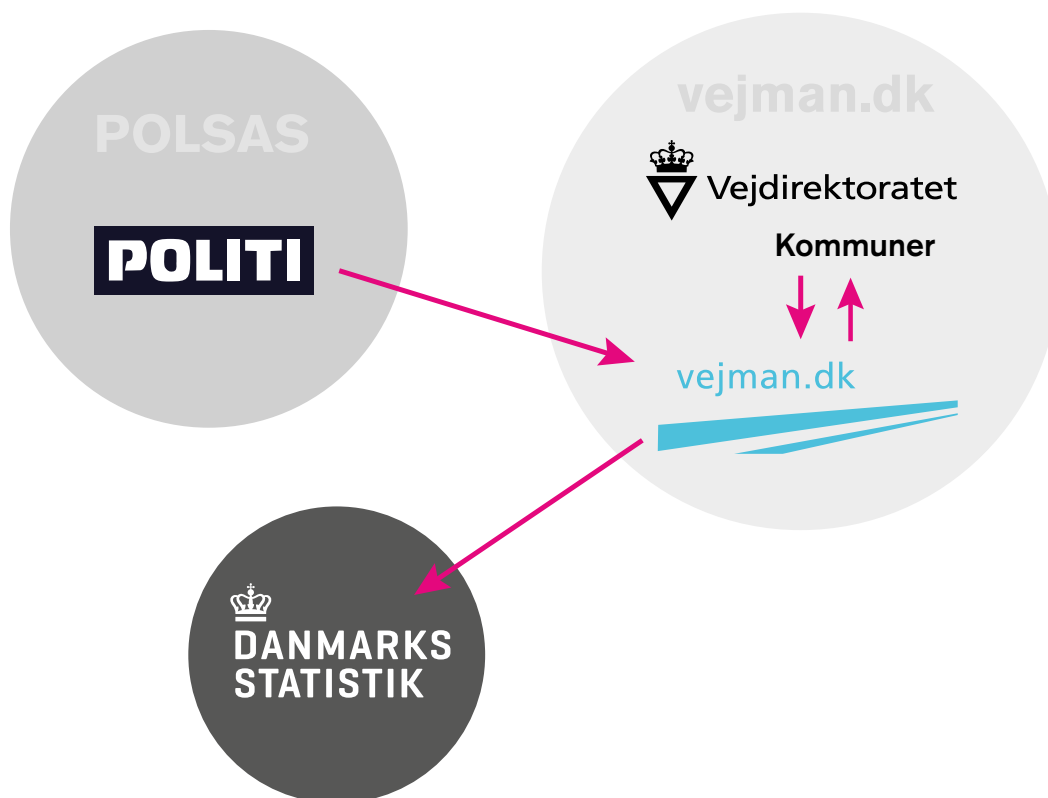 POLSAS
POLITI
vejman.dk
Vejdirektoratet
Kommuner
vejman.dk
DANMARKS
STATISTIK